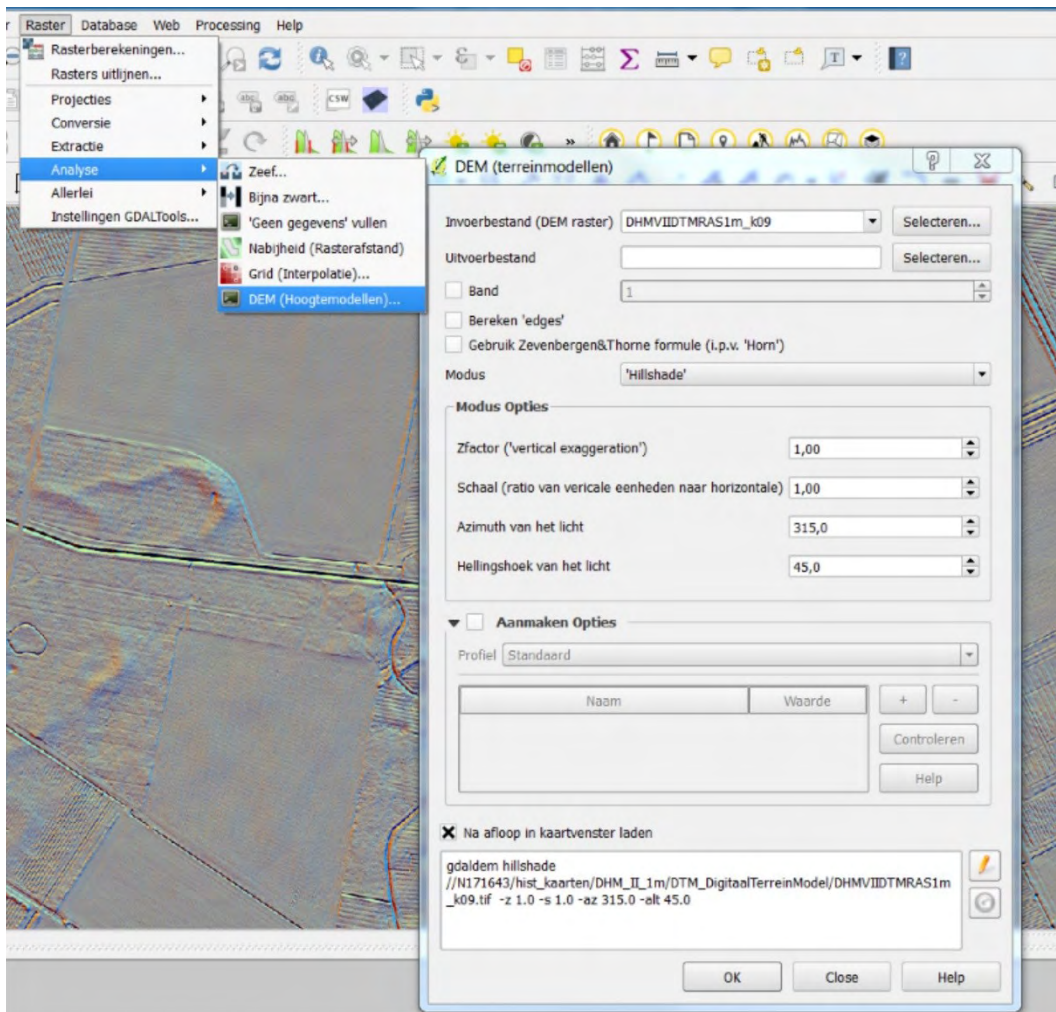 r Raster Database Web Processing Help
Rasterberekeningen...
Rasters uitlijnen...
Projecties
Conversie
Extractie
Analyse
Allerlei
Instellingen GDALTools...
Zeef...
Bijna zwart...
'Geen gegevens' vullen
Nabijheid (Rasterafstand)
Grid (Interpolatie)...
DEM (Hoogtemodellen)...
abc abc CSW
DEM (terreinmodellen)
Invoerbestand (DEM raster) DHMVIIDTMRAS1m_k09 Selecteren...
Uitvoerbestand Selecteren...
Band 1
Bereken 'edges'
Gebruik Zevenbergen&Thorne formule (i.p.v. 'Horn')
Modus 'Hillshade'
Modus Opties
Zfactor ('vertical exaggeration') 1,00
Schaal (ratio van vericale eenheden naar horizontale) 1,00
Azimuth van het licht 315,0
Hellingshoek van het licht 45,0
Aanmaken Opties
Profiel Standaard
Naam Waarde + -
Controleren
Help
Na afloop in kaartvenster laden
gdaldem hillshade
//N171643/hist_kaarten/DHM_II_1m/DTM_DigitaalTerreinModel/DHMVIIDTMRAS1m
_k09.tif -z 1.0 -s 1.0 -az 315.0 -alt 45.0
OK Close Help